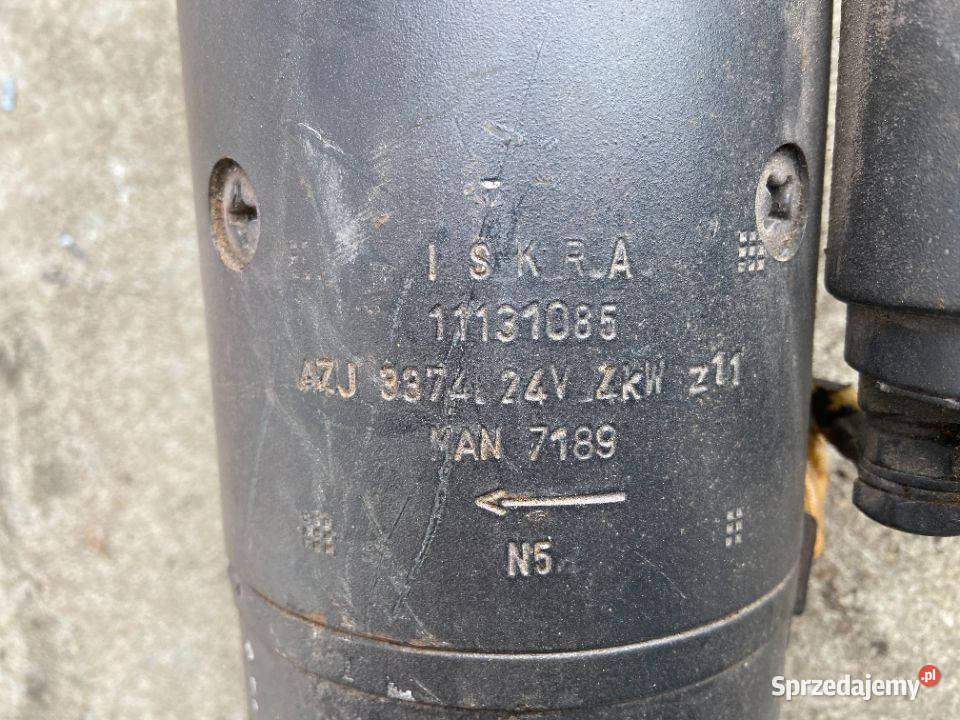 ISKRA
11131085
AZJ 3374 24V 4kW z11
MAN 7189
N5
Sprzedajemy.pl